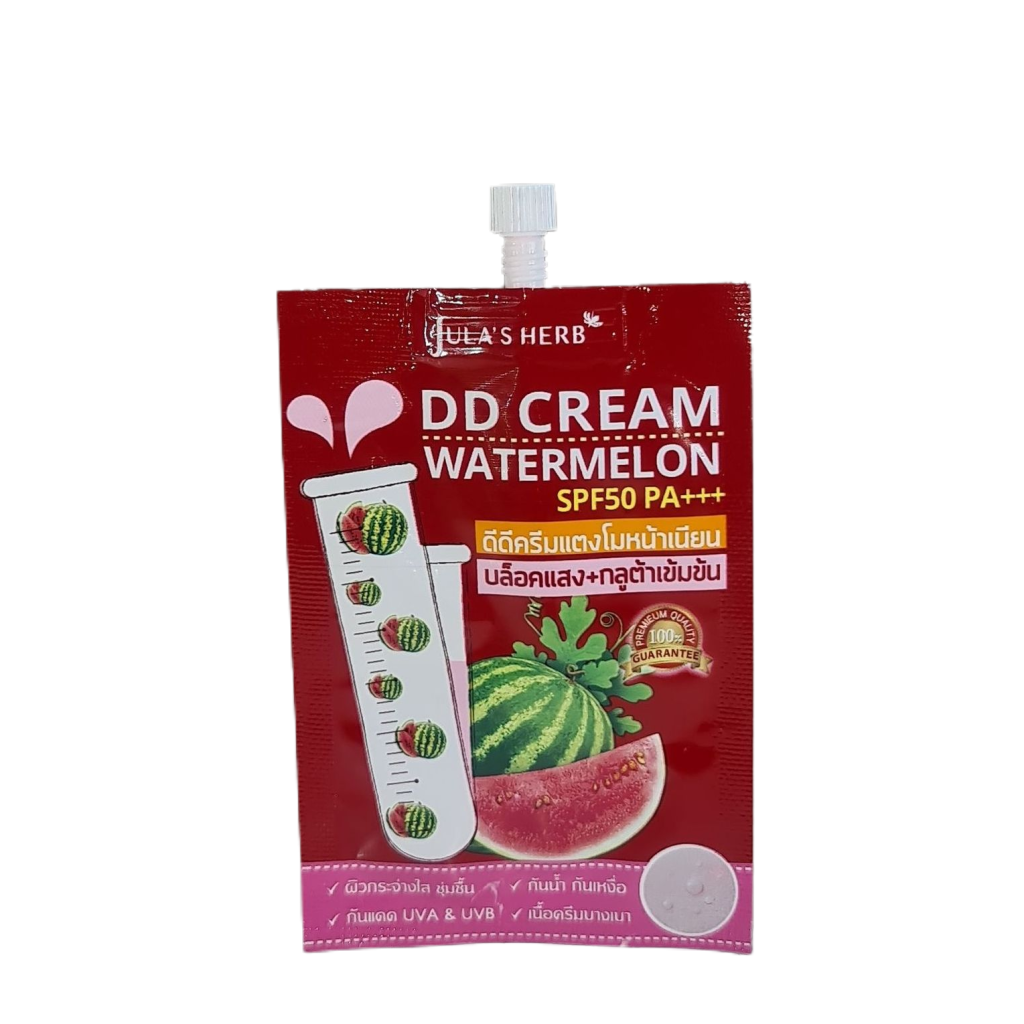 JULA'S HERB
DD CREAM
WATERMELON
SPF50 PA+++
ดีดีครีมแตงโมหน้าเนียน
บล็อคแสง+กลูต้าเข้มข้น
PREMIUM QUALITY
100%
GUARANTEE
✓ ผิวกระจ่างใส ชุ่มชื้น ✓ กันน้ำ กันเหงื่อ
✓ กันแดด UVA & UVB ✓ เนื้อครีมบางเบา